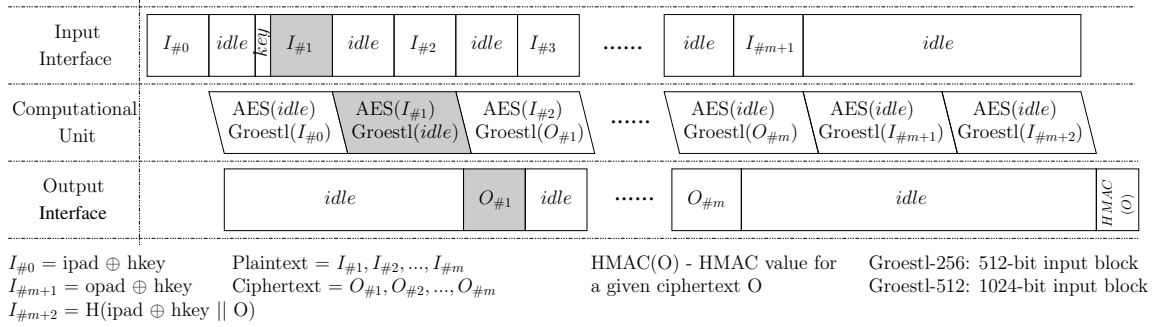 Input Interface
I#0 idle key I#1 idle I#2 idle I#3 ...... idle I#m+1 idle
Computational Unit
AES(idle) AES(I#1) AES(I#2) ...... AES(idle) AES(idle) AES(idle)
Groestl(I#0) Groestl(idle) Groestl(O#1) Groestl(O#m) Groestl(I#m+1) Groestl(I#m+2)
Output Interface
idle O#1 idle ...... O#m idle HMAC (O)
I#0 = ipad ⊕ hkey Plaintext = I#1, I#2, ..., I#m HMAC(O) - HMAC value for Groestl-256: 512-bit input block
I#m+1 = opad ⊕ hkey Ciphertext = O#1, O#2, ..., O#m a given ciphertext O Groestl-512: 1024-bit input block
I#m+2 = H(ipad ⊕ hkey || O)